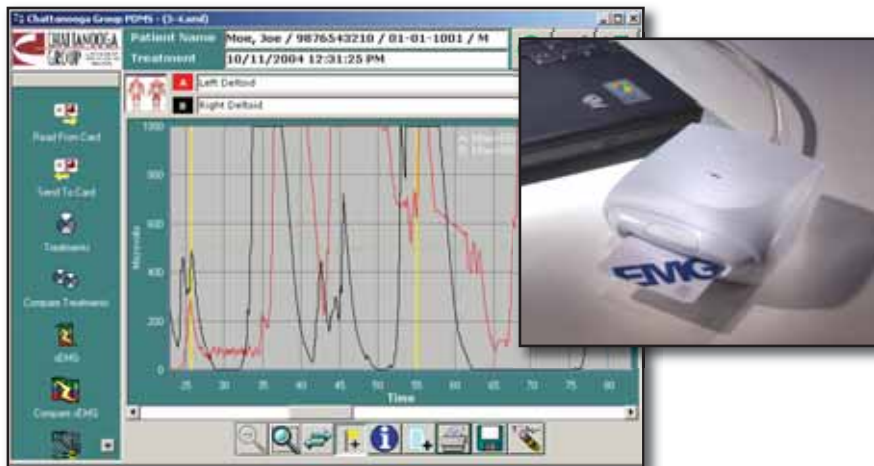 Chattanooga Group PDMS - (3-4.amd)
CHATTANOOGA
GROUP
Patient Name
Moe, Joe / 9876543210 / 01-01-1001 / M
Treatment
10/11/2004 12:31:25 PM
A
Left Deltoid
B
Right Deltoid
Read From Card
Send To Card
Treatments
Compare Treatments
sEMG
Compare sEMG
Microvolts
1000
800
600
400
200
0
25 30 35 40 45 50 55 60 65 70 75 80
Time
EMG